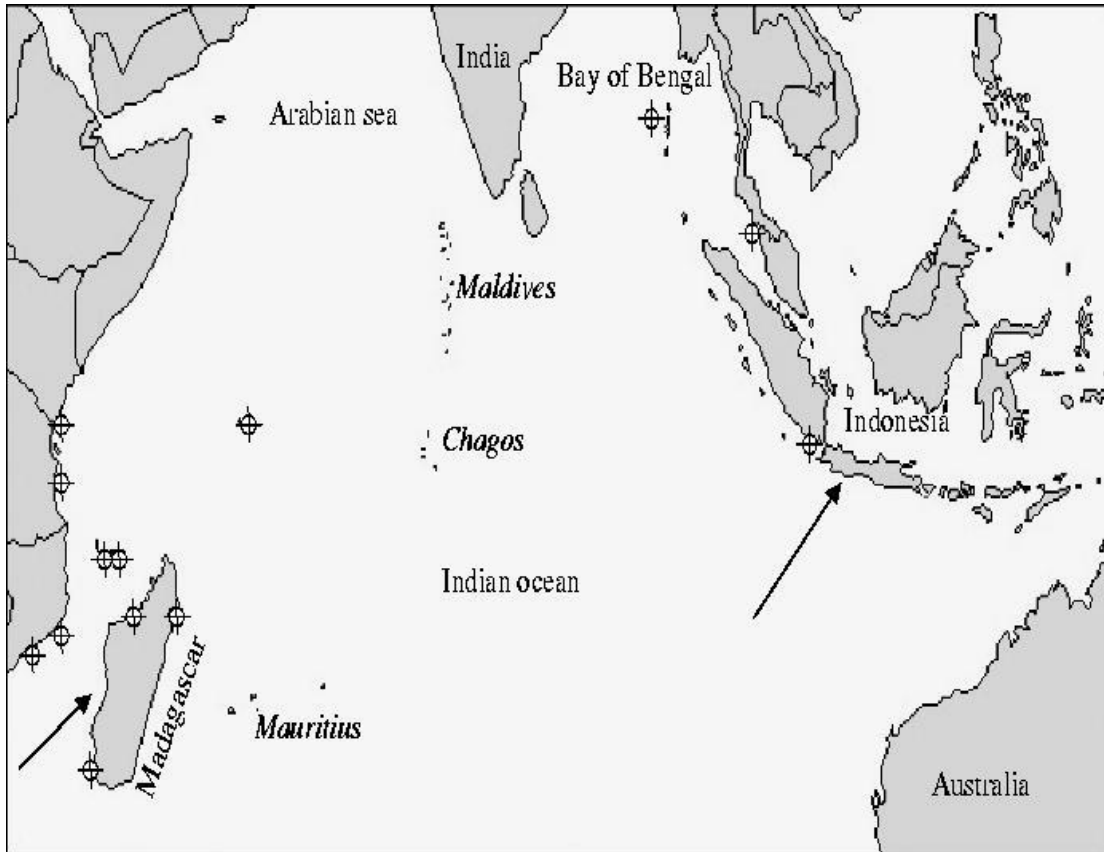 India
Bay of Bengal
Arabian sea
Maldives
Indonesia
Chagos
Indian ocean
Madagascar
Mauritius
Australia